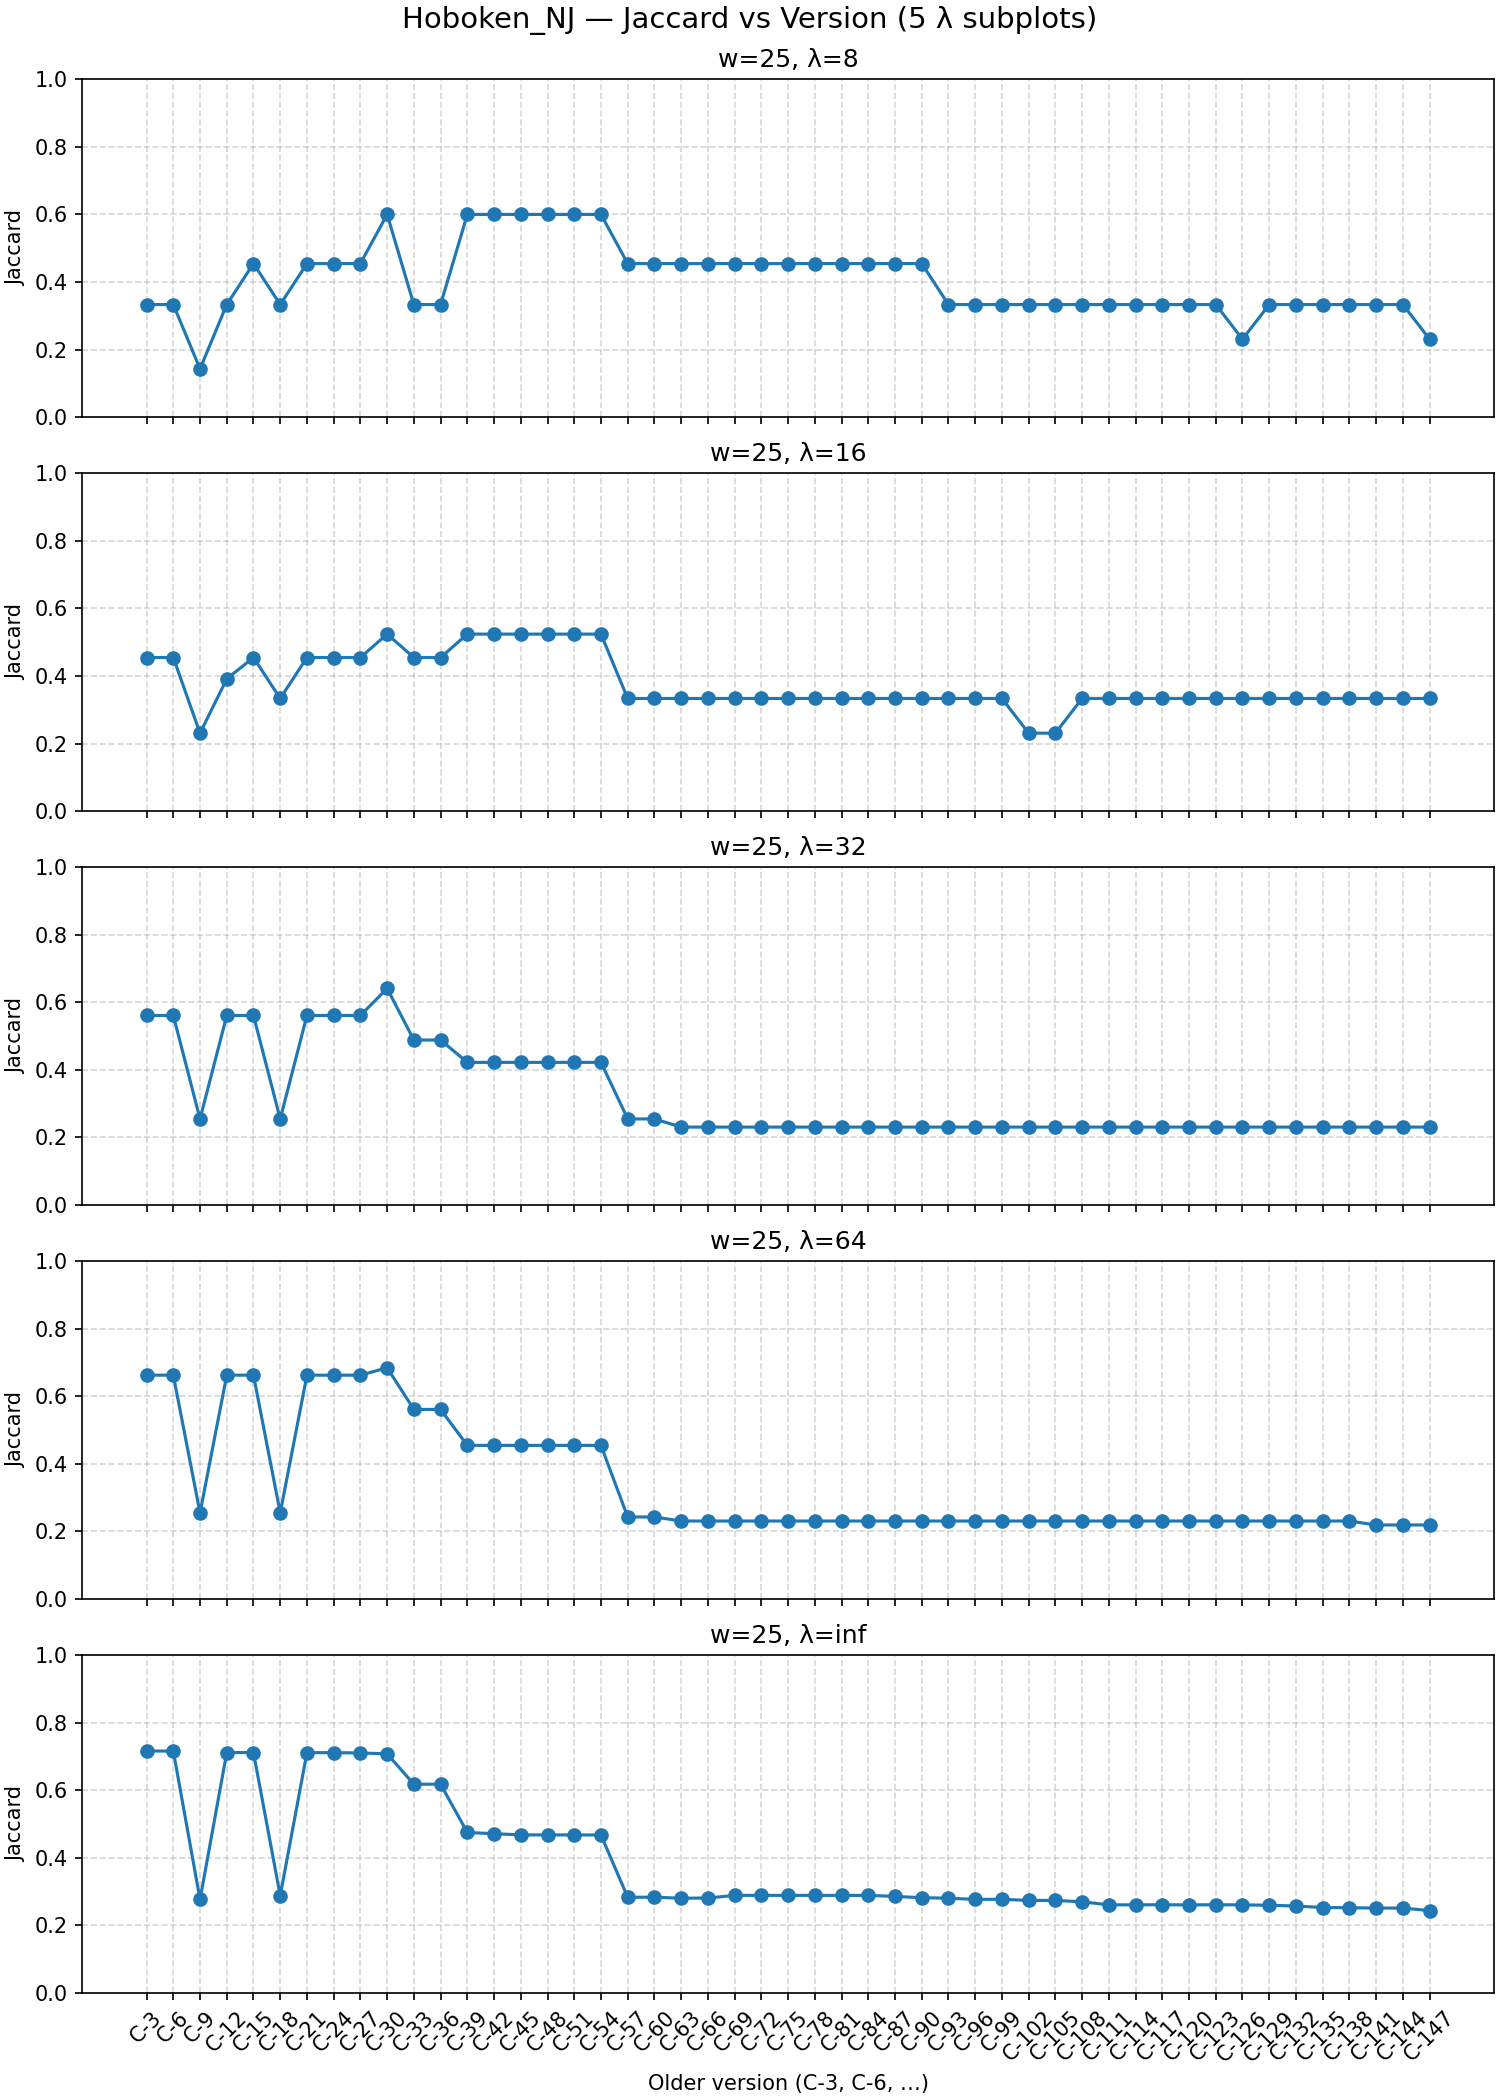 Hoboken_NJ — Jaccard vs Version (5 λ subplots)
w=25, λ=8
1.0
0.8
0.6
0.4
0.2
0.0
Jaccard
w=25, λ=16
1.0
0.8
0.6
0.4
0.2
0.0
Jaccard
w=25, λ=32
1.0
0.8
0.6
0.4
0.2
0.0
Jaccard
w=25, λ=64
1.0
0.8
0.6
0.4
0.2
0.0
Jaccard
w=25, λ=inf
1.0
0.8
0.6
0.4
0.2
0.0
Jaccard
C-3 C-6 C-9 C-12 C-15 C-18 C-21 C-24 C-27 C-30 C-33 C-36 C-39 C-42 C-45 C-48 C-51 C-54 C-57 C-60 C-63 C-66 C-69 C-72 C-75 C-78 C-81 C-84 C-87 C-90 C-93 C-96 C-99 C-102 C-105 C-108 C-111 C-114 C-117 C-120 C-123 C-126 C-129 C-132 C-135 C-138 C-141 C-144 C-147
Older version (C-3, C-6, ...)